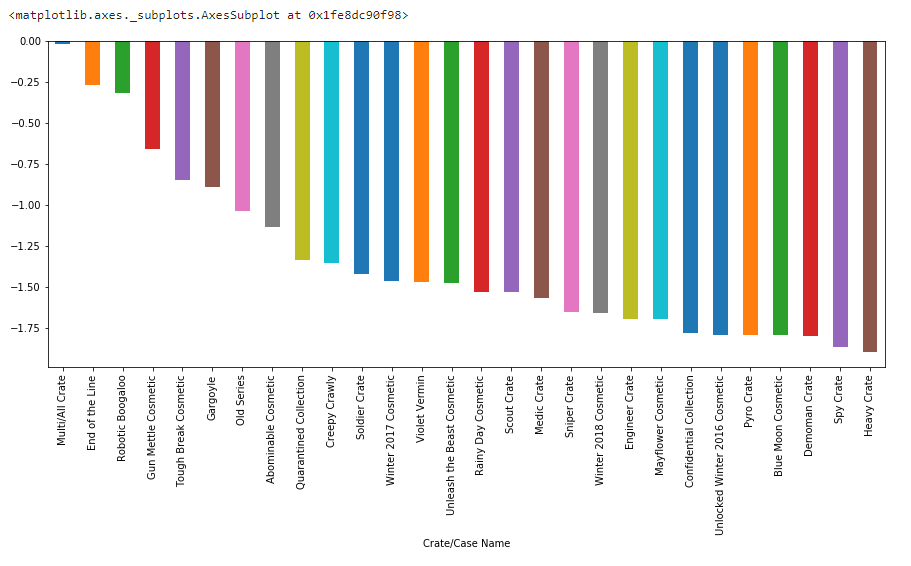 <matplotlib.axes._subplots.AxesSubplot at 0x1fe8dc90f98>
0.00
−0.25
−0.50
−0.75
−1.00
−1.25
−1.50
−1.75
Multi/All Crate
End of the Line
Robotic Boogaloo
Gun Mettle Cosmetic
Tough Break Cosmetic
Gargoyle
Old Series
Abominable Cosmetic
Quarantined Collection
Creepy Crawly
Soldier Crate
Winter 2017 Cosmetic
Violet Vermin
Unleash the Beast Cosmetic
Rainy Day Cosmetic
Scout Crate
Medic Crate
Sniper Crate
Winter 2018 Cosmetic
Engineer Crate
Mayflower Cosmetic
Confidential Collection
Unlocked Winter 2016 Cosmetic
Pyro Crate
Blue Moon Cosmetic
Demoman Crate
Spy Crate
Heavy Crate
Crate/Case Name